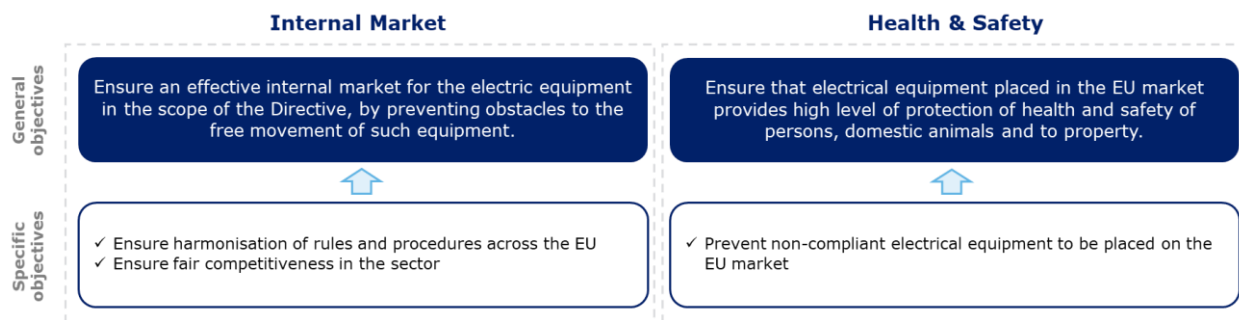 Internal Market
Health & Safety
General
objectives
Ensure an effective internal market for the electric equipment
in the scope of the Directive, by preventing obstacles to the
free movement of such equipment.
Ensure that electrical equipment placed in the EU market
provides high level of protection of health and safety of
persons, domestic animals and to property.
Specific
objectives
✓ Ensure harmonisation of rules and procedures across the EU
✓ Ensure fair competitiveness in the sector
✓ Prevent non-compliant electrical equipment to be placed on the
EU market